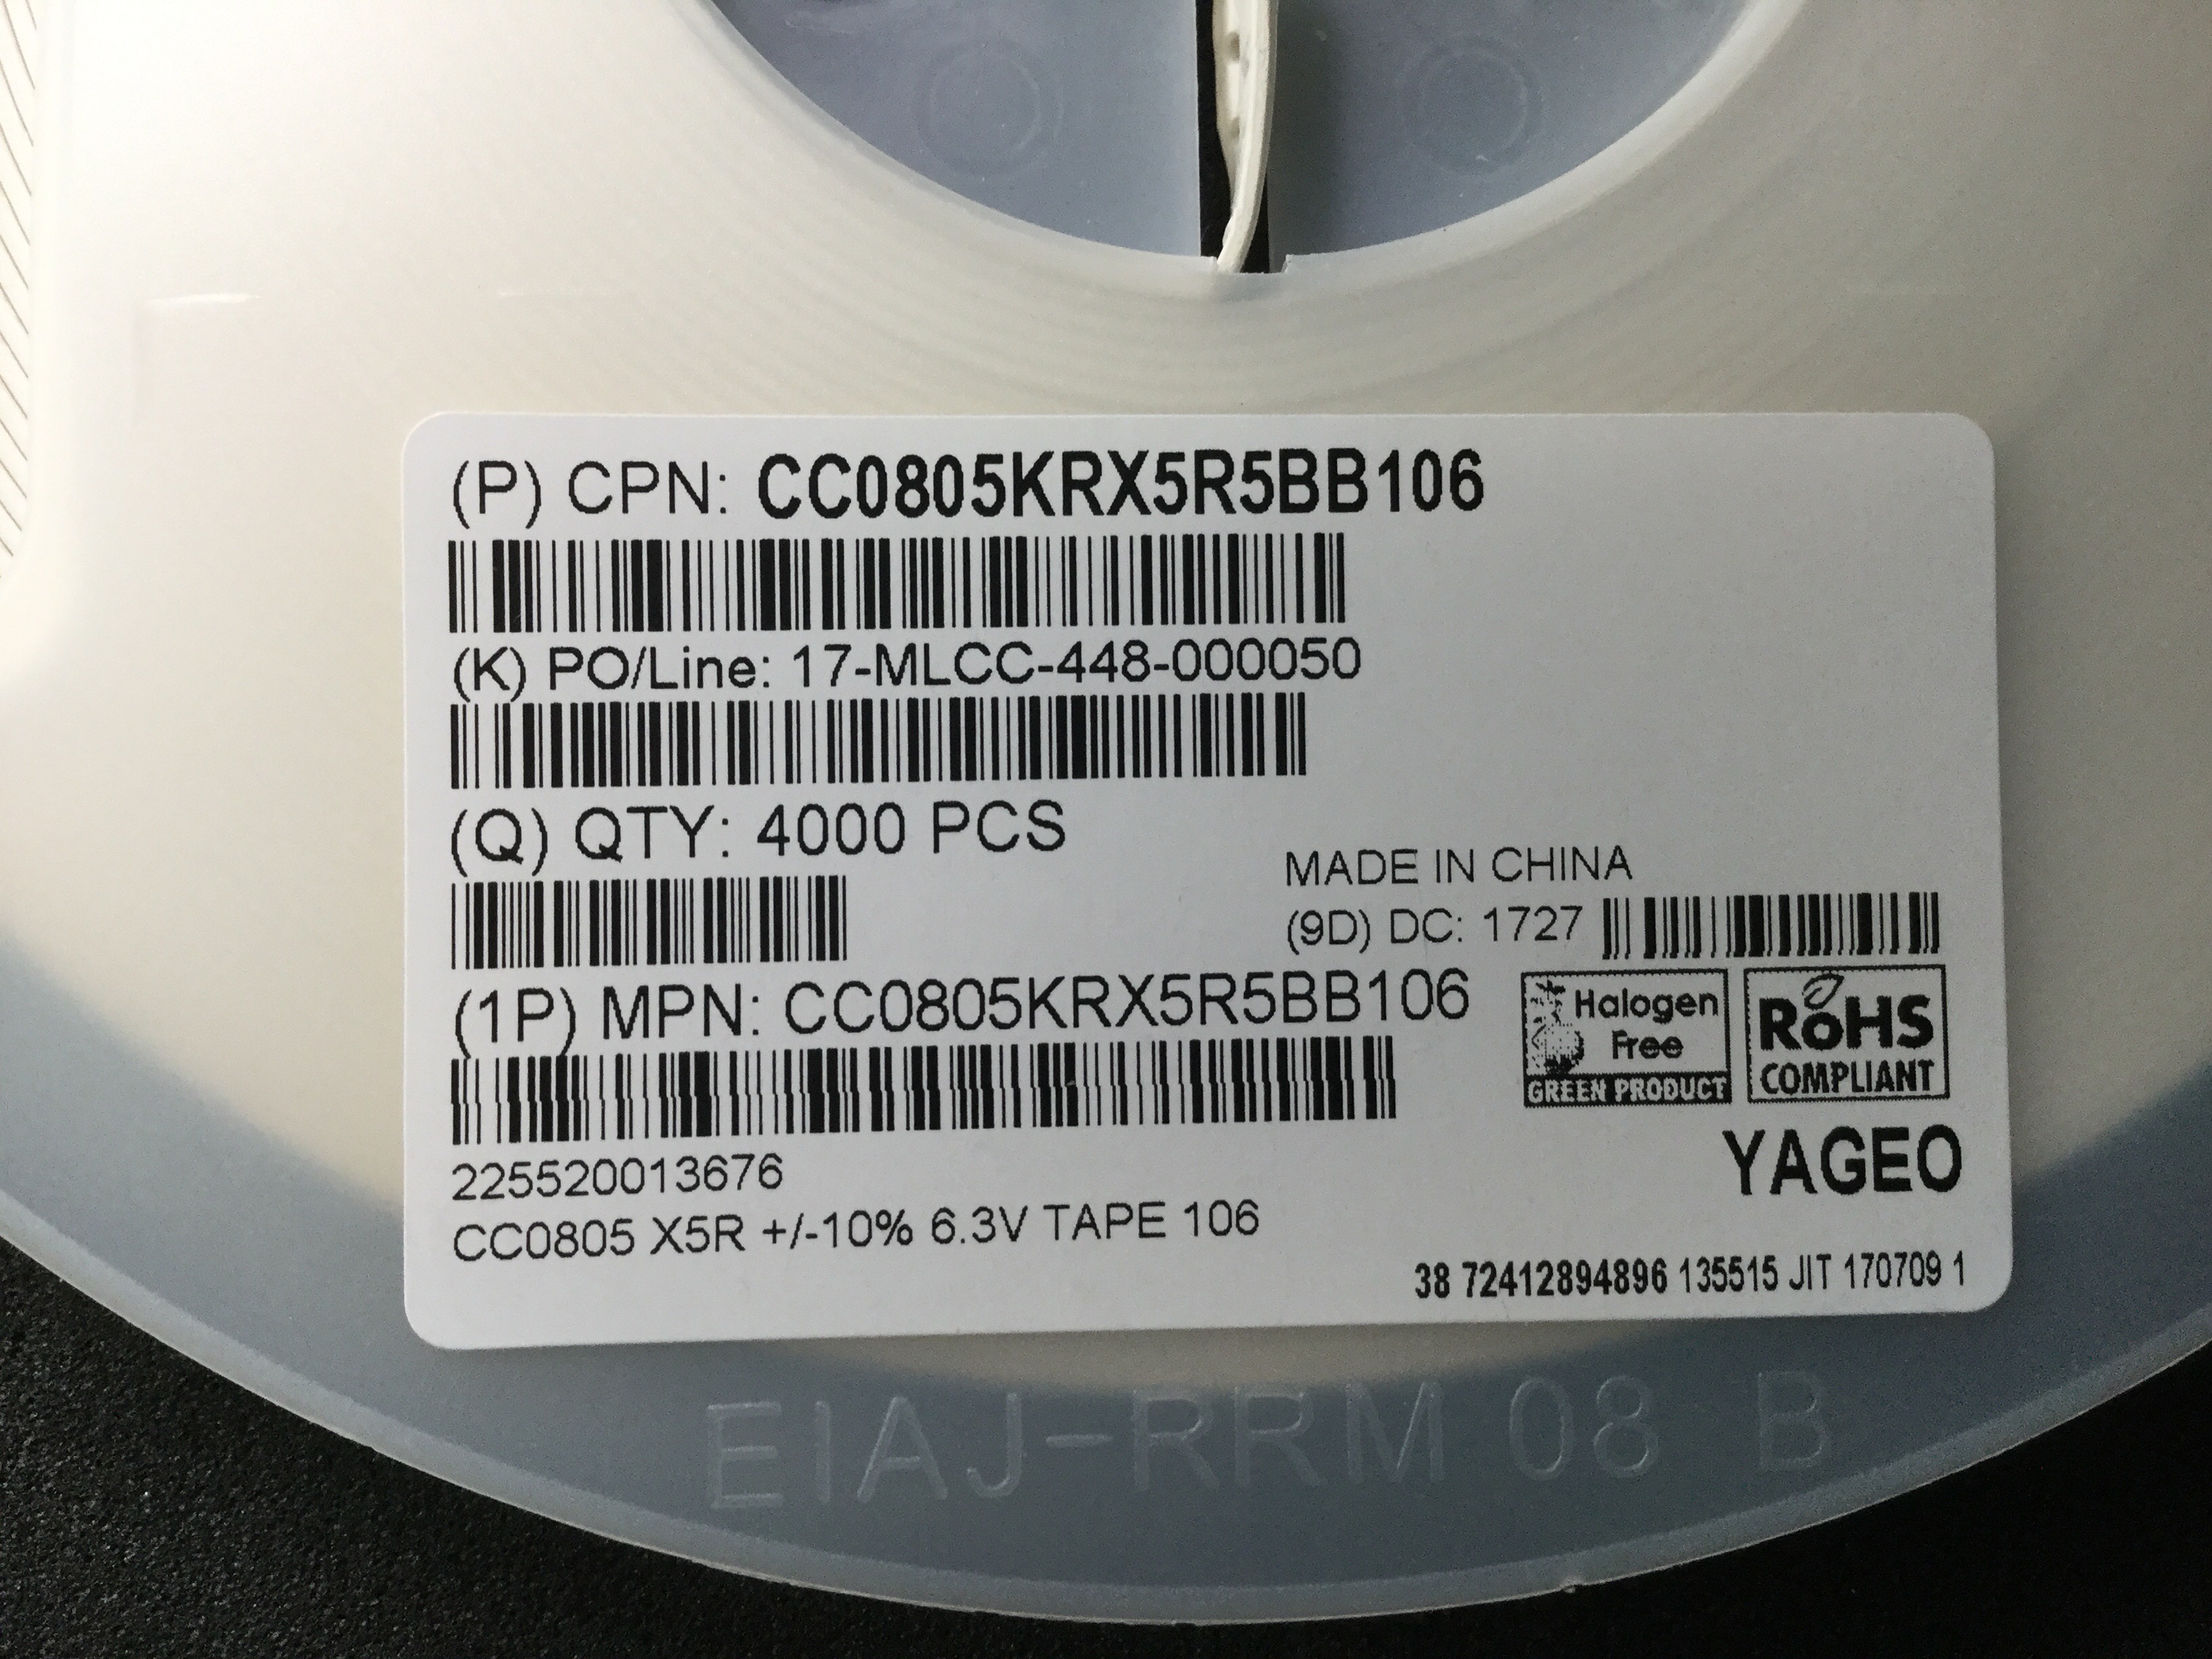 (P) CPN: CC0805KRX5R5BB106
(K) PO/Line: 17-MLCC-448-000050
(Q) QTY: 4000 PCS
MADE IN CHINA
(9D) DC: 1727
(1P) MPN: CC0805KRX5R5BB106
Halogen
Free
GREEN PRODUCT
RoHS
COMPLIANT
225520013676
YAGEO
CC0805 X5R +/-10% 6.3V TAPE 106
38 72412894896 135515 JIT 170709 1
EIAJ-RRM 08 B